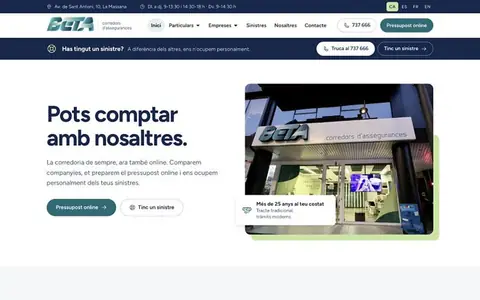 Av. de Sant Antoni, 10, La Massana
Dl. a dj. 9-13:30 i 14:30-18 h · Dv. 9-14:30 h
CA ES FR EN
BETA corredors d'assegurances
Inici Particulars Empreses Sinistres Nosaltres Contacte 737 666 Pressupost online
Has tingut un sinistre? A diferència dels altres, ens n'ocupem personalment. Truca al 737 666 Tinc un sinistre
Pots comptar
amb nosaltres.
La corredoria de sempre, ara també online. Comparem
companyies, et preparem el pressupost online i ens ocupem
personalment dels teus sinistres.
Pressupost online Tinc un sinistre
BETA corredors d'assegurances
Més de 25 anys al teu costat
Tracte tradicional,
tràmits moderns